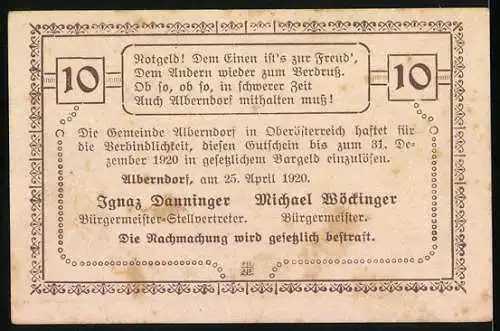 Notgeld! Dem Einen ist's zur Freud',
Dem Andern wieder zum Verdruß.
Ob so, ob so, in schwerer Zeit
Auch Alberndorf mithalten muß!
10 10
Die Gemeinde Alberndorf in Oberösterreich haftet für
die Verbindlichkeit, diesen Gutschein bis zum 31. De-
zember 1920 in gesetzlichem Bargeld einzulösen.
Alberndorf, am 25. April 1920.
Ignaz Danninger Michael Wöckinger
Bürgermeister-Stellvertreter. Bürgermeister.
Die Nachmachung wird gesetzlich bestraft.